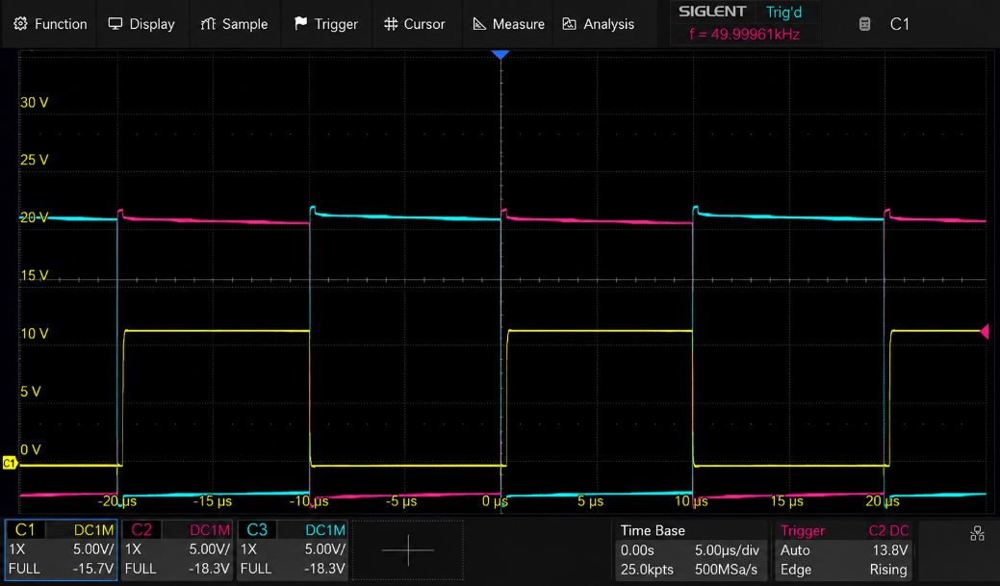 Function Display Sample Trigger Cursor Measure Analysis SIGLENT Trig'd C1
f = 49.99961kHz
30 V
25 V
20 V
15 V
10 V
5 V
0 V
C1
-20 µs -15 µs -10 µs -5 µs 0 µs 5 µs 10 µs 15 µs 20 µs
C1 DC1M C2 DC1M C3 DC1M Time Base Trigger C2 DC
1X 5.00V/ 1X 5.00V/ 1X 5.00V/ 0.00s 5.00µs/div Auto 13.8V
FULL -15.7V FULL -18.3V FULL -18.3V 25.0kpts 500MSa/s Edge Rising